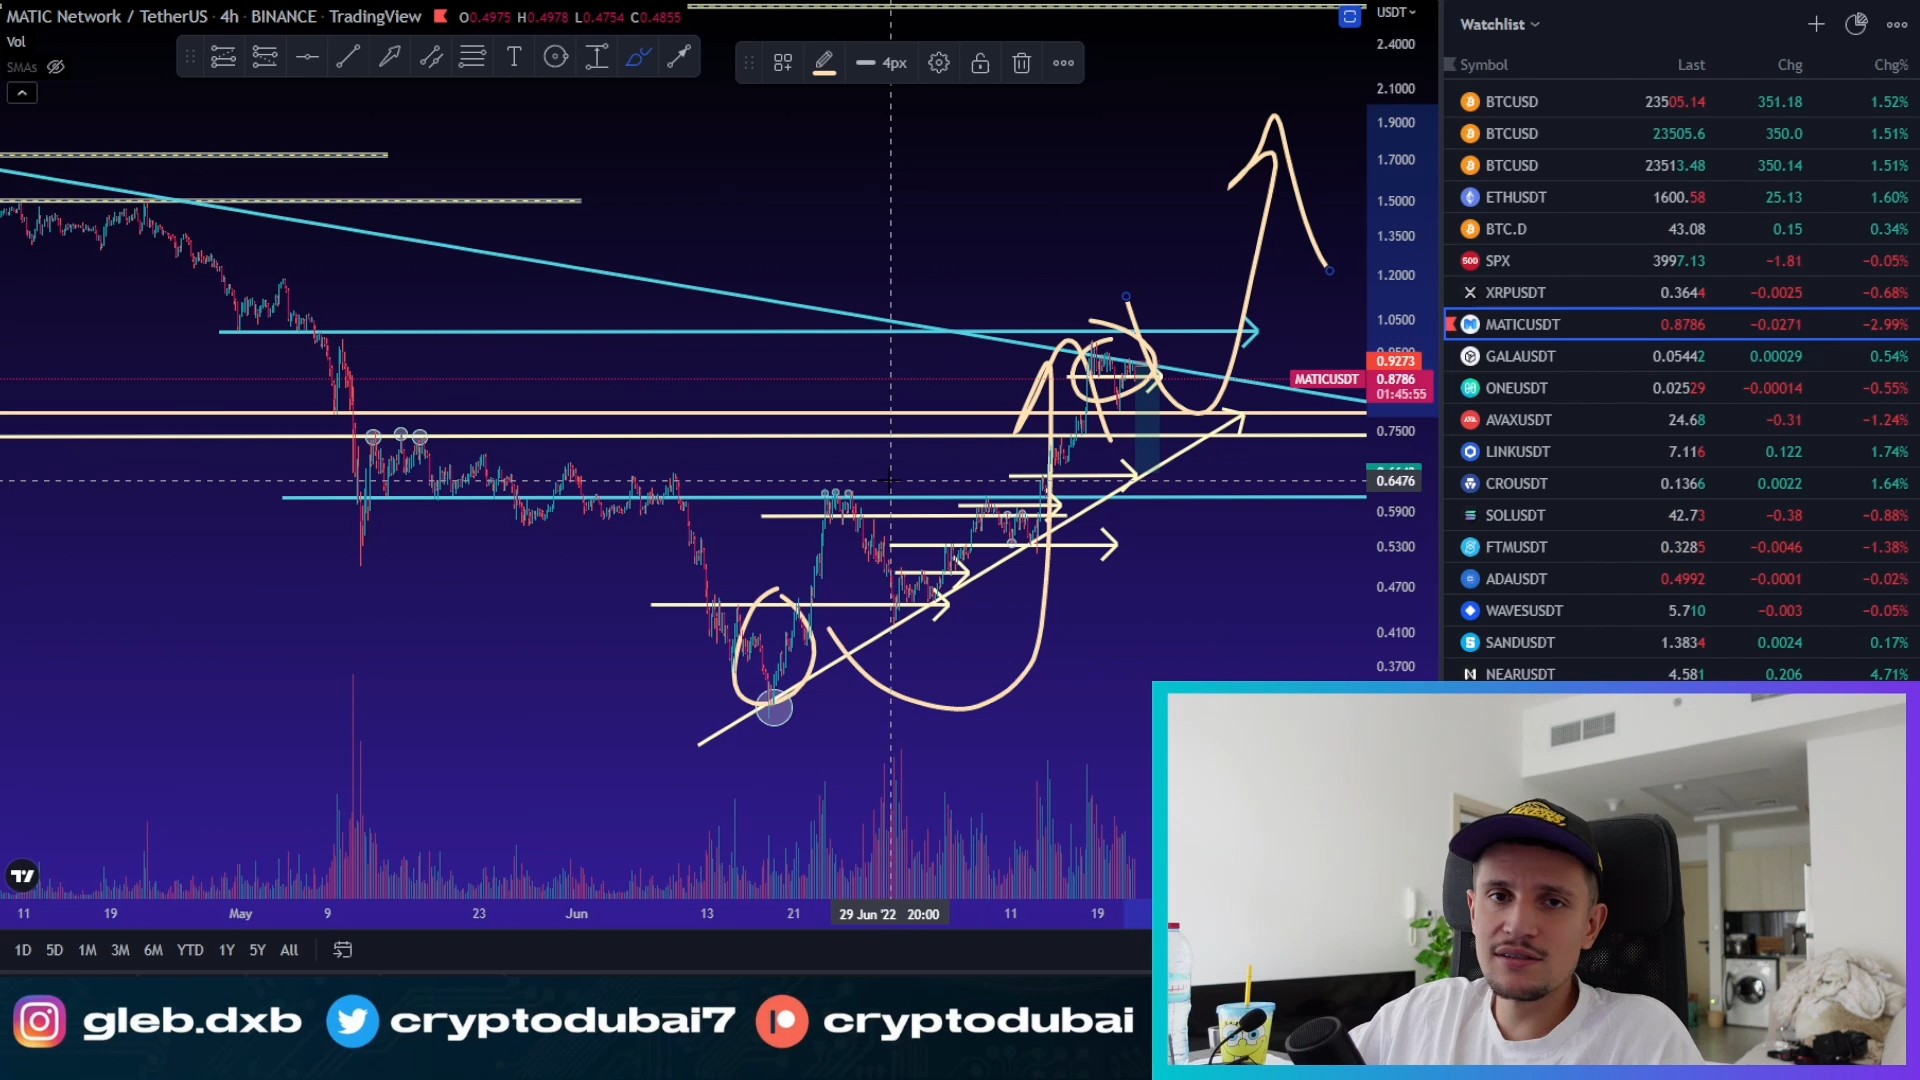 MATIC Network / TetherUS · 4h · BINANCE · TradingView O0.4975 H0.4978 L0.4754 C0.4855
Vol
SMAs
T
4px
USDT
2.4000
2.1000
1.9000
1.7000
1.5000
1.3500
1.2000
1.0500
0.9273
MATICUSDT 0.8786
01:45:55
0.7500
0.6476
0.5900
0.5300
0.4700
0.4100
0.3700
11 19 May 9 23 Jun 13 21 29 Jun '22 20:00 11 19
1D 5D 1M 3M 6M YTD 1Y 5Y All
Watchlist
Symbol Last Chg Chg%
BTCUSD 23505.14 351.18 1.52%
BTCUSD 23505.6 350.0 1.51%
BTCUSD 23513.48 350.14 1.51%
ETHUSDT 1600.58 25.13 1.60%
BTC.D 43.08 0.15 0.34%
500 SPX 3997.13 −1.81 −0.05%
XRPUSDT 0.3644 −0.0025 −0.68%
MATICUSDT 0.8786 −0.0271 −2.99%
GALAUSDT 0.05442 0.00029 0.54%
ONEUSDT 0.02529 −0.00014 −0.55%
AVAXUSDT 24.68 −0.31 −1.24%
LINKUSDT 7.116 0.122 1.74%
CROUSDT 0.1366 0.0022 1.64%
SOLUSDT 42.73 −0.38 −0.88%
FTMUSDT 0.3285 −0.0046 −1.38%
ADAUSDT 0.4992 −0.0001 −0.02%
WAVESUSDT 5.710 −0.003 −0.05%
SANDUSDT 1.3834 0.0024 0.17%
NEARUSDT 4.581 0.206 4.71%
gleb.dxb cryptodubai7 cryptodubai